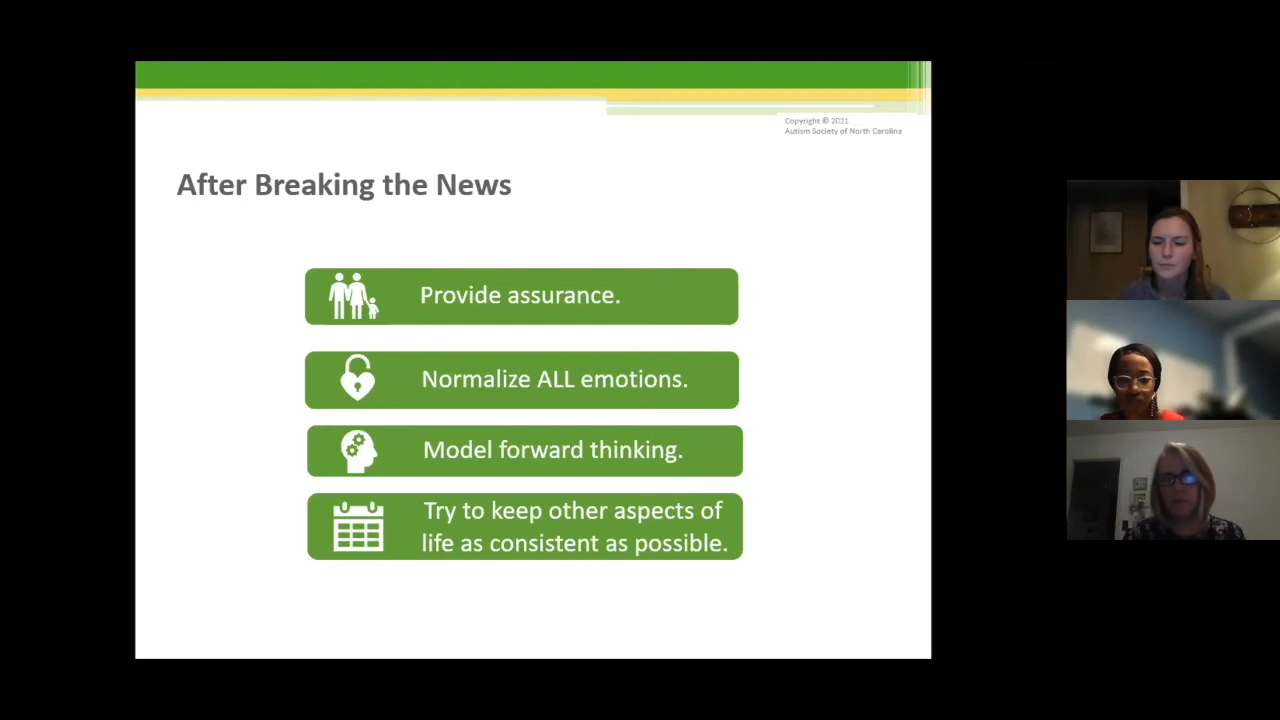 Copyright © 2021
Autism Society of North Carolina
After Breaking the News
Provide assurance.
Normalize ALL emotions.
Model forward thinking.
Try to keep other aspects of
life as consistent as possible.